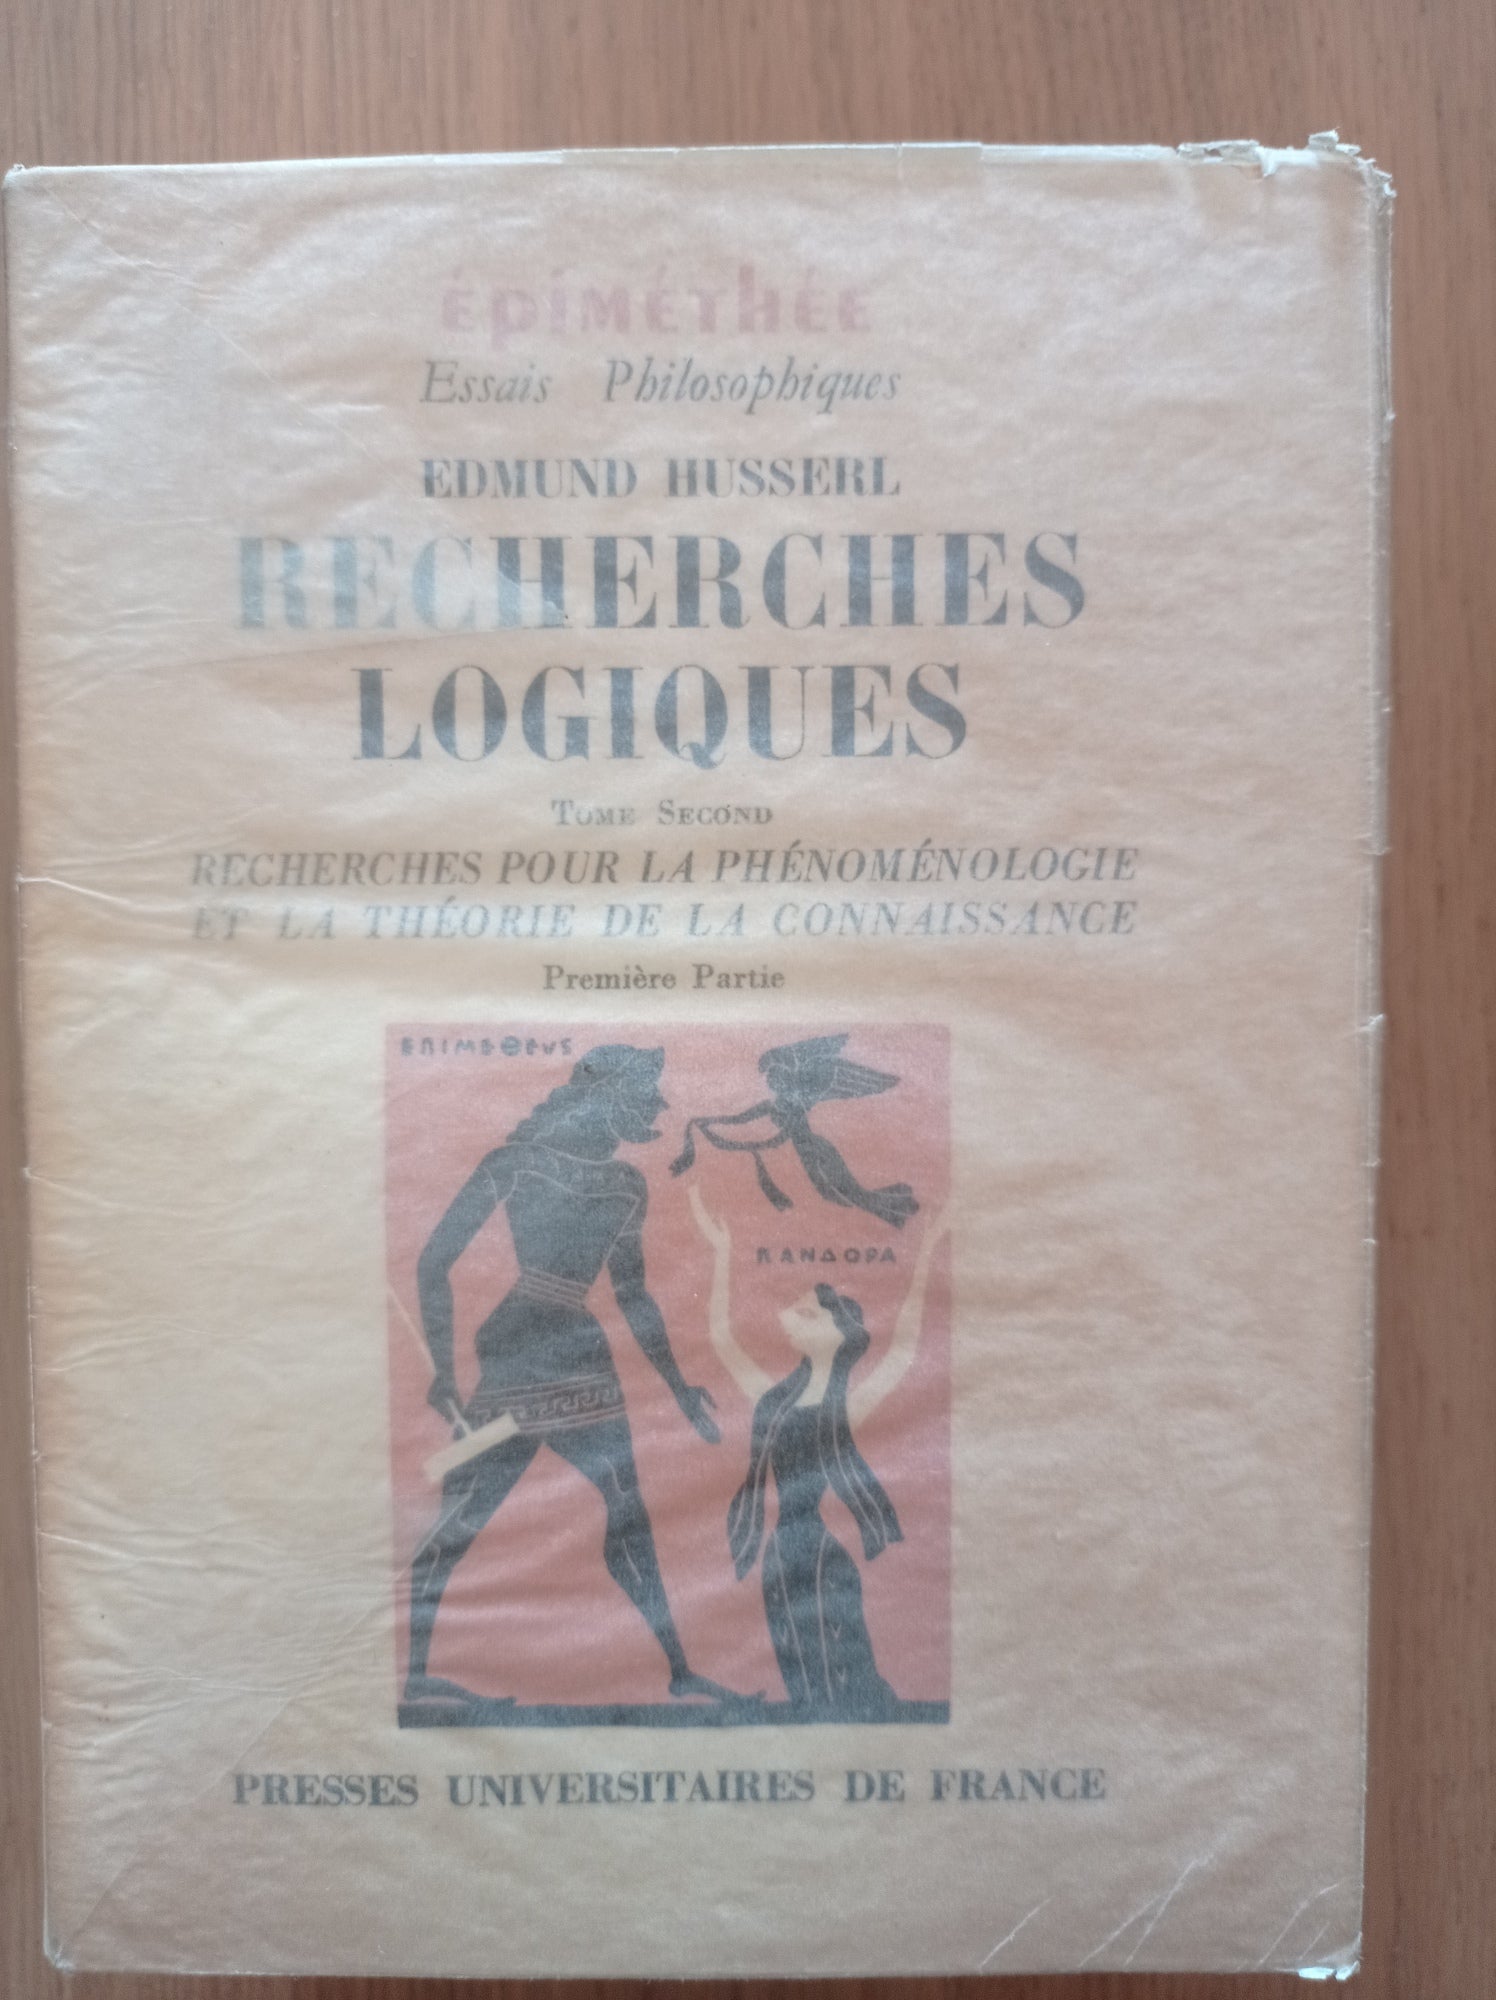 épiméthée
Essais Philosophiques
EDMUND HUSSERL
RECHERCHES
LOGIQUES
TOME SECOND
RECHERCHES POUR LA PHÉNOMÉNOLOGIE
ET LA THÉORIE DE LA CONNAISSANCE
Première Partie
ΠΑΝΔΟΡΑ
PRESSES UNIVERSITAIRES DE FRANCE